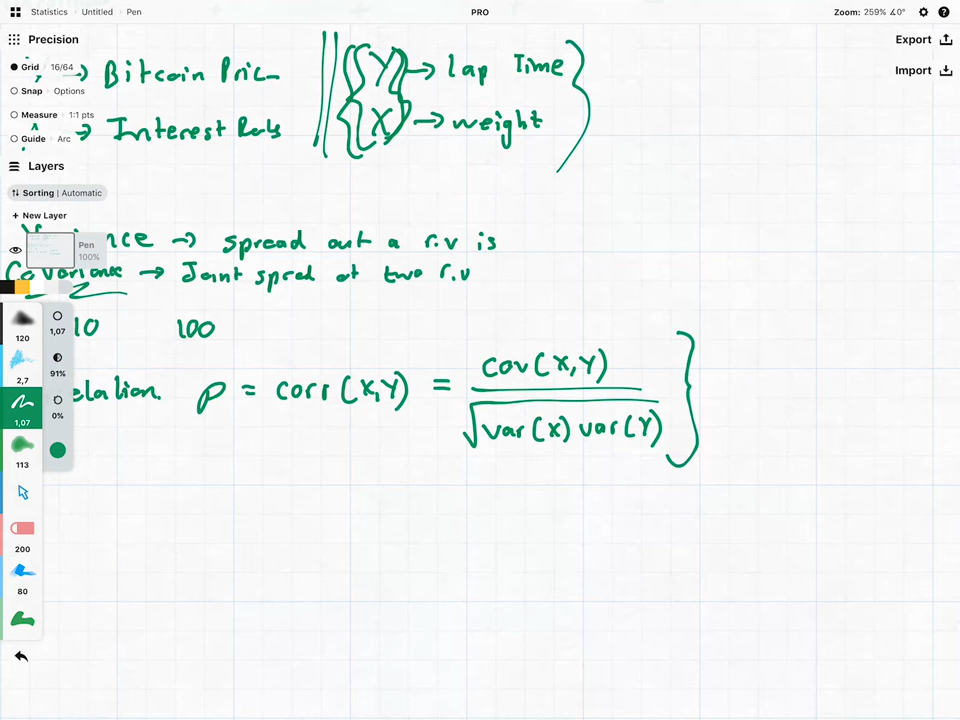 Statistics Untitled Pen
PRO
Zoom: 259% ∠0°
Precision
Export
Import
Grid 16/64
Snap Options
Measure 1:1 pts
Guide Arc
→ Bitcoin Pric
→ Interest
Y → lap Time
X → weight
Layers
Sorting | Automatic
+ New Layer
Pen
100%
nce → spread out a r.v is
Covariance → Joint spred of two r.v
10 100
elation. ρ = corr(X,Y) = cov(X,Y) / √var(X) var(Y)
120
2,7
1,07
113
200
80
1,07
91%
0%